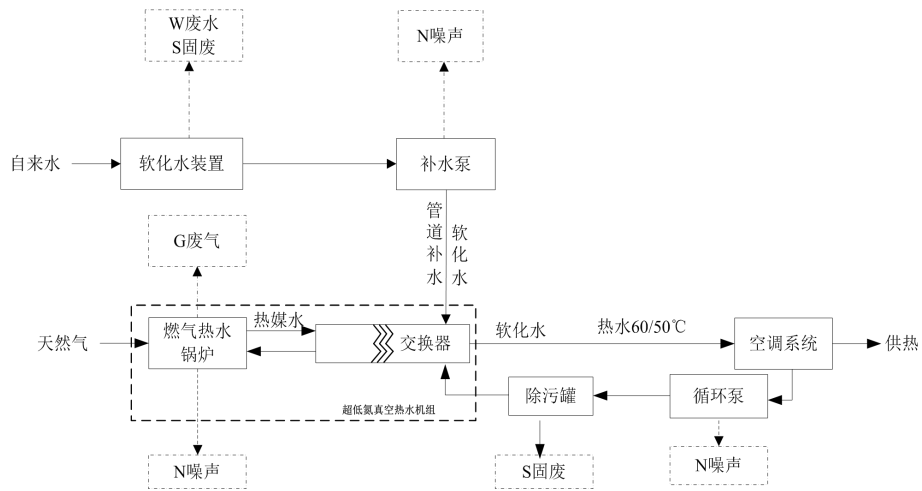 W废水
S固废
N噪声
自来水
软化水装置
补水泵
管道补水
软化水
G废气
天然气
燃气热水
锅炉
热媒水
交换器
软化水
热水60/50℃
空调系统
供热
超低氮真空热水机组
除污罐
循环泵
N噪声
S固废
N噪声